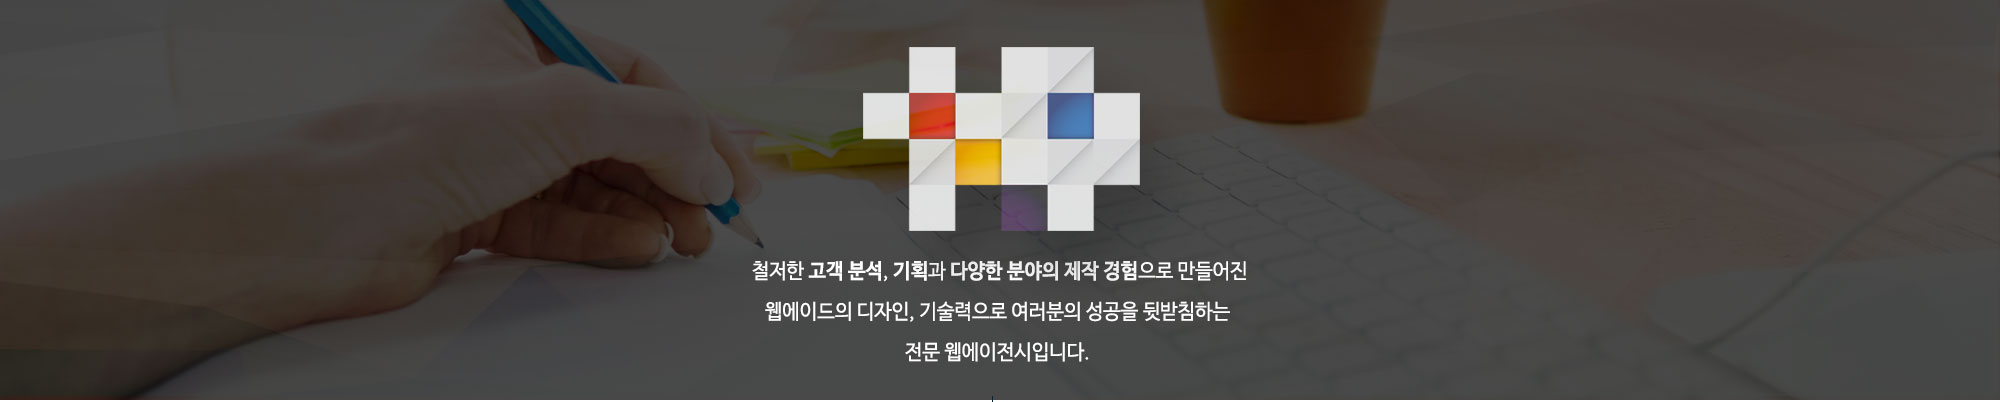 철저한 고객 분석, 기획과 다양한 분야의 제작 경험으로 만들어진
웹에이드의 디자인, 기술력으로 여러분의 성공을 뒷받침하는
전문 웹에이전시입니다.